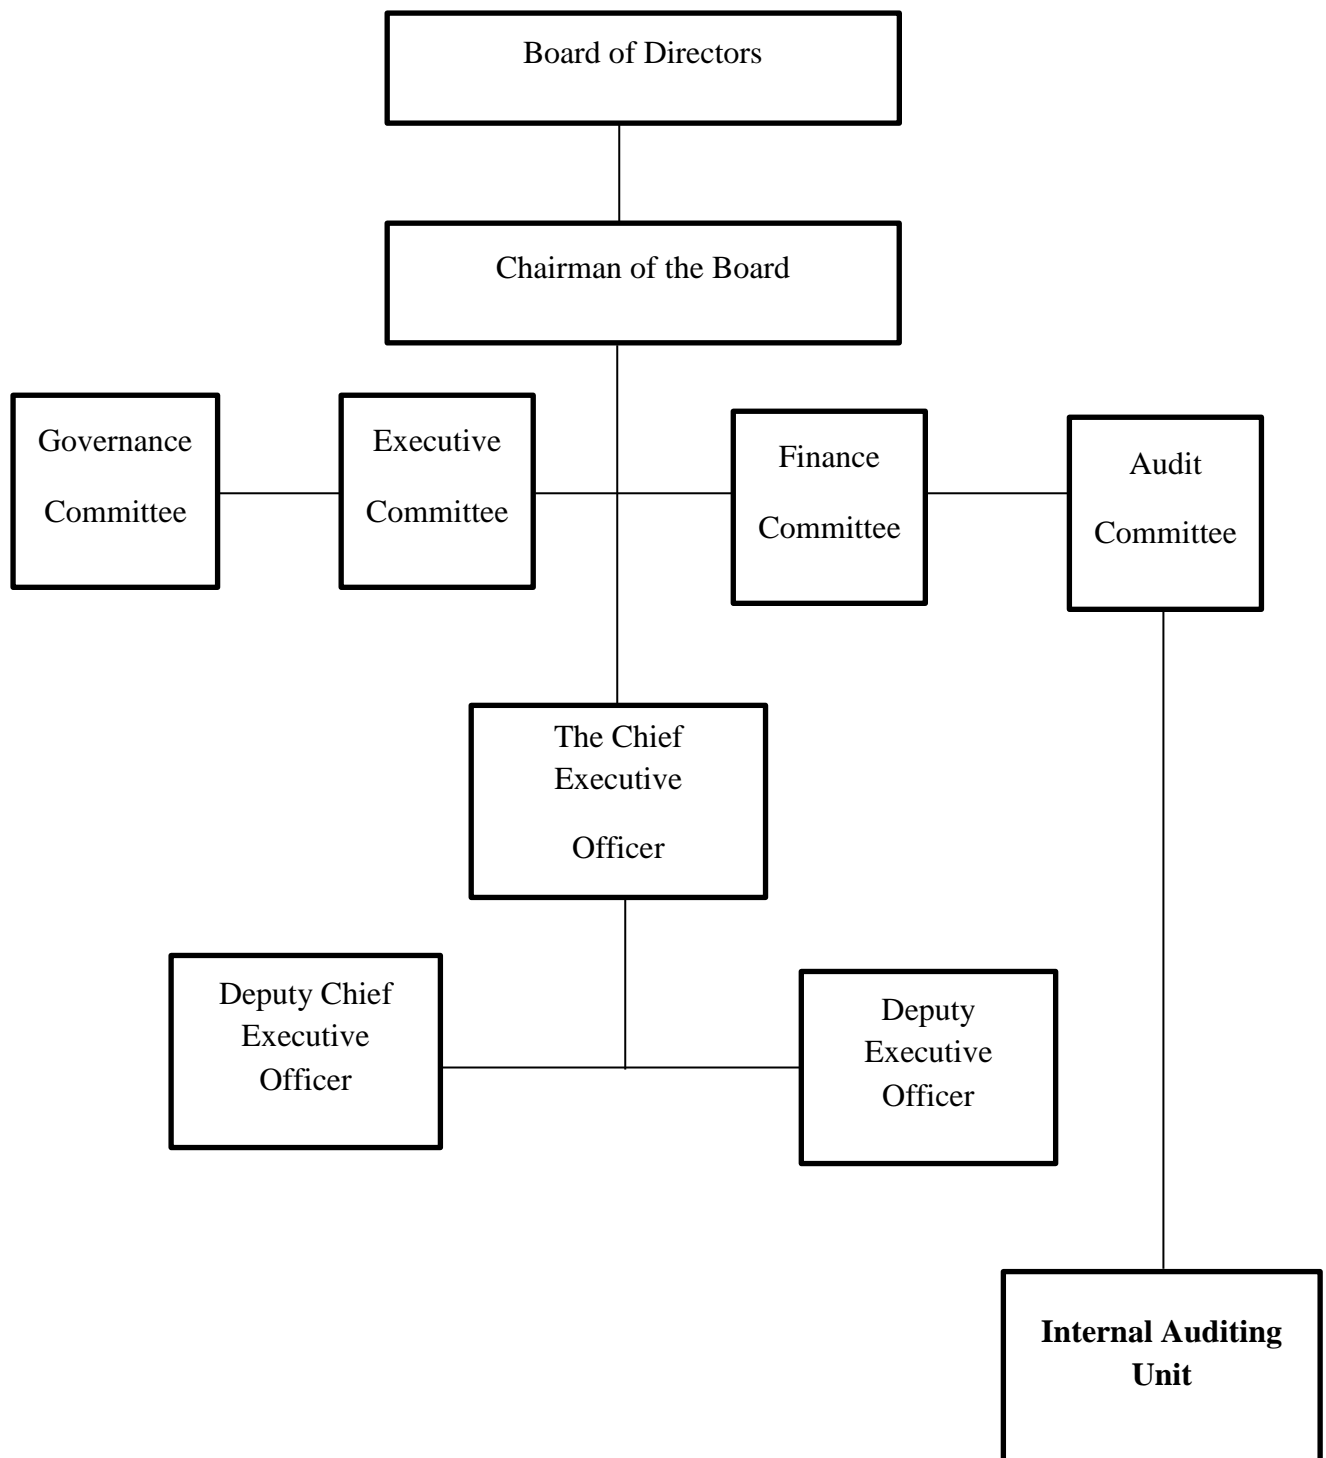 Board of Directors
Chairman of the Board
Governance
Committee
Executive
Committee
Finance
Committee
Audit
Committee
The Chief
Executive
Officer
Deputy Chief
Executive
Officer
Deputy
Executive
Officer
Internal Auditing
Unit